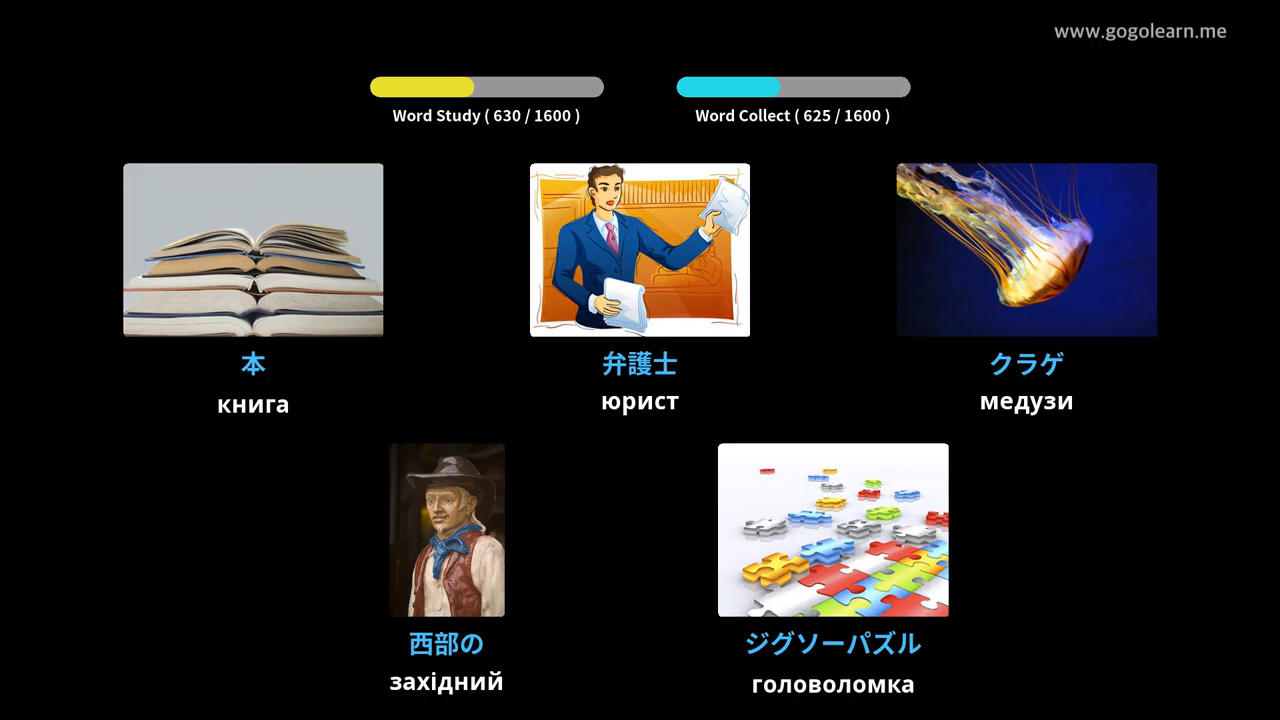 www.gogolearn.me
Word Study ( 630 / 1600 )
Word Collect ( 625 / 1600 )
本
книга
弁護士
юрист
クラゲ
медузи
西部の
західний
ジグソーパズル
головоломка